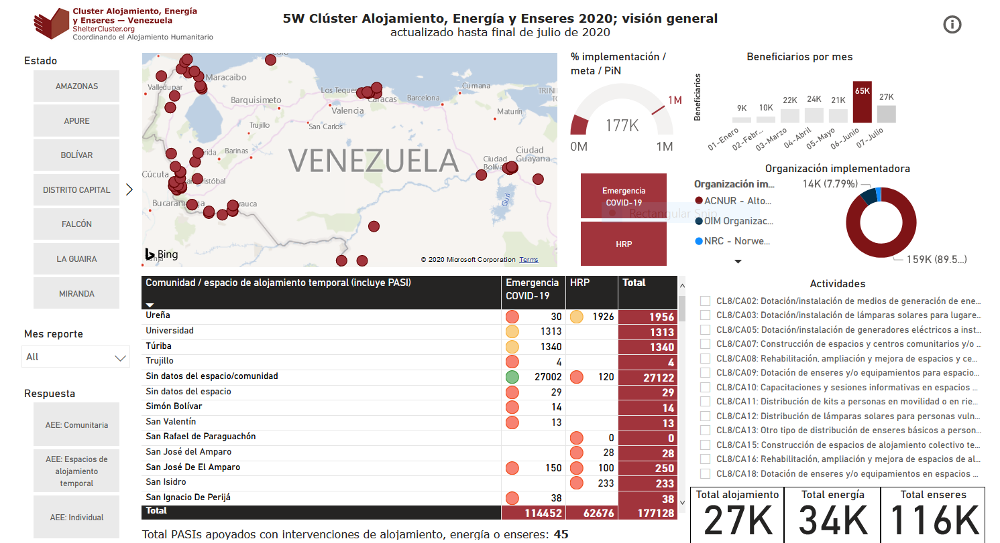 Cluster Alojamiento, Energía
y Enseres — Venezuela
ShelterCluster.org
Coordinando el Alojamiento Humanitario
5W Clúster Alojamiento, Energía y Enseres 2020; visión general
actualizado hasta final de julio de 2020
Estado
AMAZONAS
APURE
BOLÍVAR
DISTRITO CAPITAL
FALCÓN
LA GUAIRA
MIRANDA
Mes reporte
All
Respuesta
AEE: Comunitaria
AEE: Espacios de
alojamiento
temporal
AEE: Individual
Coro
Maracaibo
Valledupar
Barquisimeto
Los Teques
Caracas
Barcelona
Cumana
Valencia
Maturín
Trujillo
San Carlos
Barinas
VENEZUELA
Ciudad
Guayana
Ciudad
Bolívar
Cúcuta
Guri
Bing
© 2020 Microsoft Corporation Terms
% implementación /
meta / PiN
1M
177K
0M 1M
Emergencia
COVID-19
Rectangular Snip
HRP
Beneficiarios por mes
Beneficiarios
9K 10K 22K 24K 21K 65K 27K
01-Enero 02-Febr... 03-Marzo 04-Abril 05-Mayo 06-Junio 07-Julio
Organización implementadora
Organización im...
ACNUR - Alto...
OIM Organizac...
NRC - Norwe...
14K (7.79%)
159K (89.5...)
Comunidad / espacio de alojamiento temporal (incluye PASI) Emergencia COVID-19 HRP Total
Ureña 30 1926 1956
Universidad 1313 1313
Túriba 1340 1340
Trujillo 4 4
Sin datos del espacio/comunidad 27002 120 27122
Sin datos del espacio 29 29
Simón Bolívar 14 14
San Valentín 13 13
San Rafael de Paraguachón 0 0
San José del Amparo 28 28
San José De El Amparo 150 100 250
San Isidro 233 233
San Ignacio De Perijá 38 38
Total 114452 62676 177128
Total PASIs apoyados con intervenciones de alojamiento, energía o enseres: 45
Actividades
CL8/CA02: Dotación/instalación de medios de generación de ene...
CL8/CA03: Dotación/instalación de lámparas solares para lugare...
CL8/CA05: Dotación/instalación de generadores eléctricos a inst...
CL8/CA07: Construcción de espacios y centros comunitarios y/o ...
CL8/CA08: Rehabilitación, ampliación y mejora de espacios y ce...
CL8/CA09: Dotación de enseres y/o equipamientos para espacio...
CL8/CA10: Capacitaciones y sesiones informativas en espacios ...
CL8/CA11: Distribución de kits a personas en movilidad o en rie...
CL8/CA12: Distribución de lámparas solares para personas vuln...
CL8/CA13: Otro tipo de distribución de enseres básicos a person...
CL8/CA15: Construcción de espacios de alojamiento colectivo te...
CL8/CA16: Rehabilitación, ampliación y mejora de espacios de al...
CL8/CA18: Dotación de enseres y/o equipamientos en espacios ...
Total alojamiento
27K
Total energía
34K
Total enseres
116K